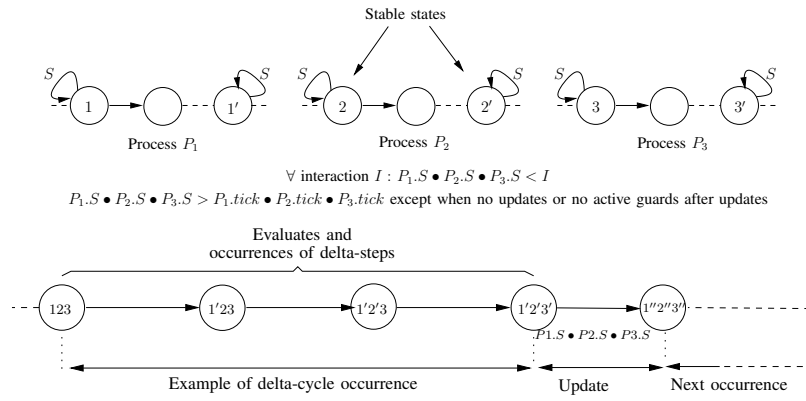 Stable states
S S S S S S
1 1′ 2 2′ 3 3′
Process P₁ Process P₂ Process P₃
∀ interaction I : P₁.S • P₂.S • P₃.S < I
P₁.S • P₂.S • P₃.S > P₁.tick • P₂.tick • P₃.tick except when no updates or no active guards after updates
Evaluates and
occurrences of delta-steps
123 1′23 1′2′3 1′2′3′ 1″2″3″
P1.S • P2.S • P3.S
Example of delta-cycle occurrence Update Next occurrence